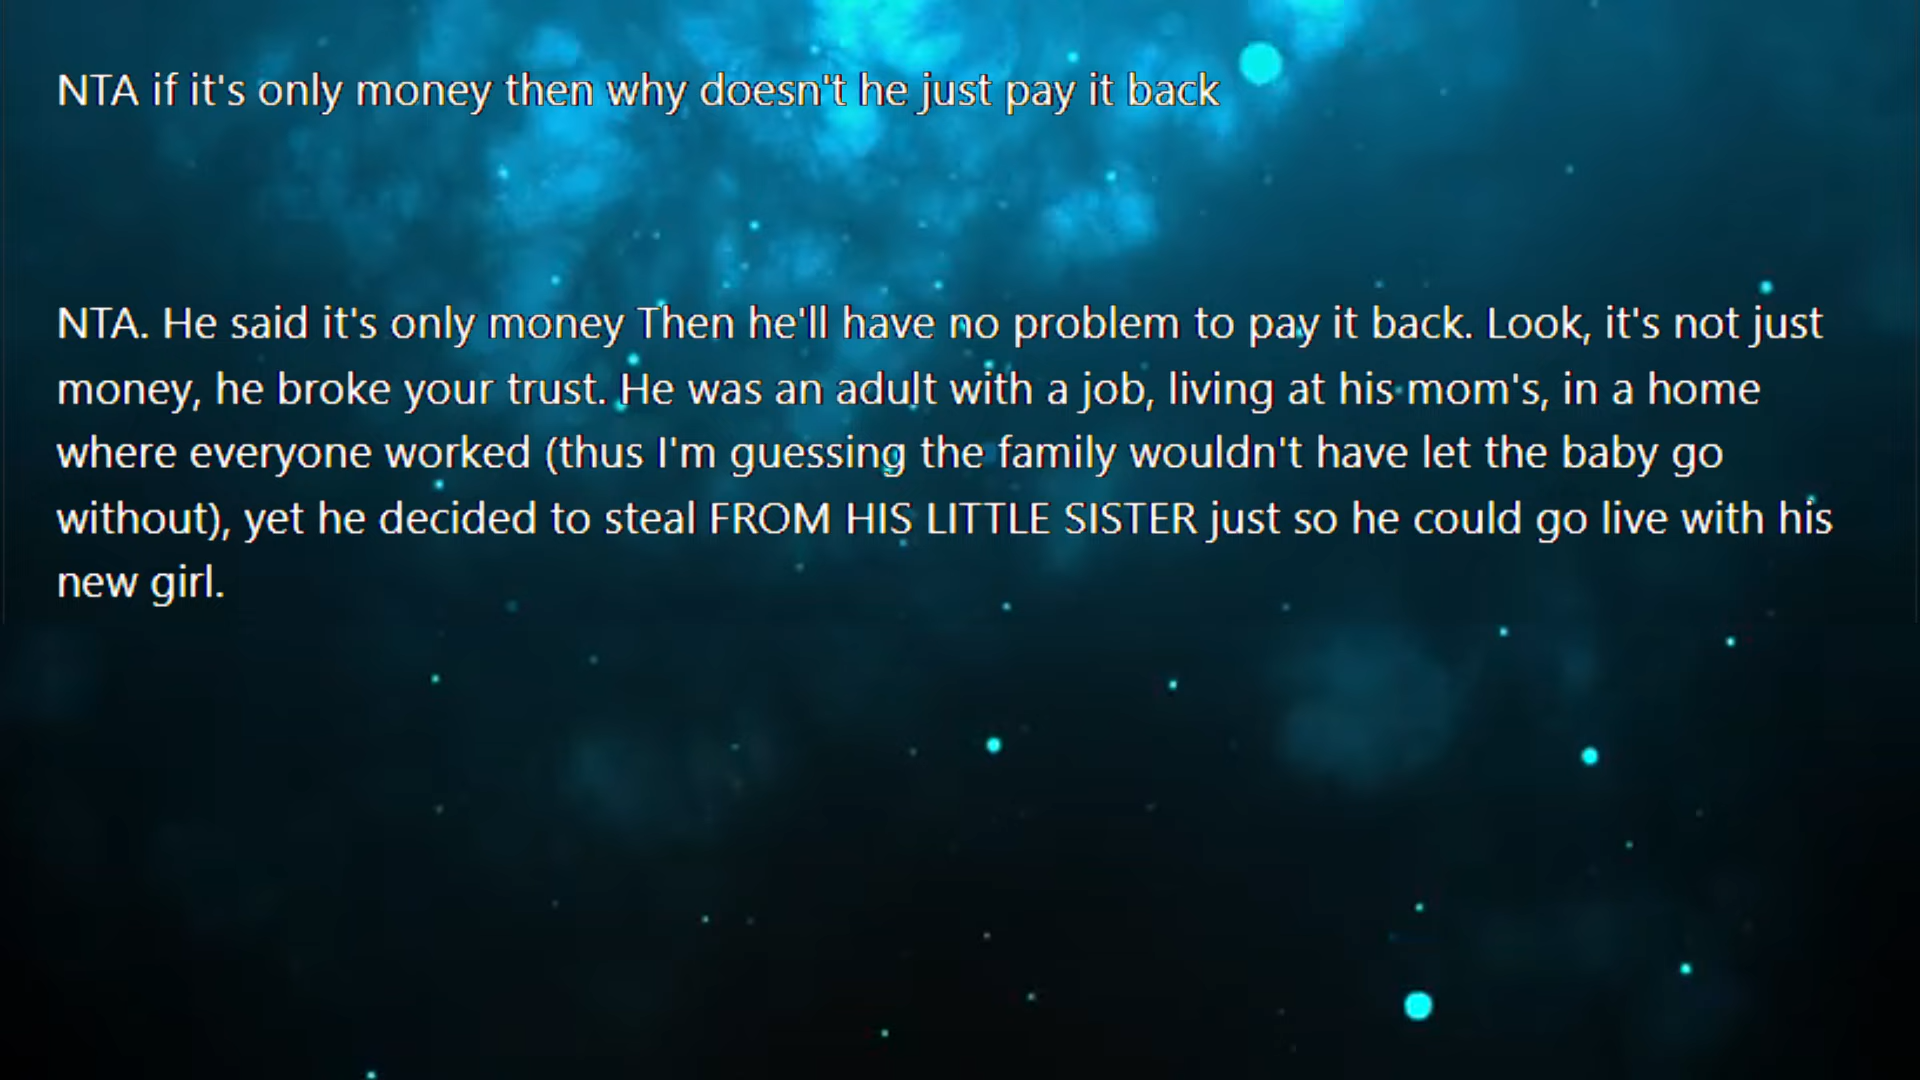 NTA if it's only money then why doesn't he just pay it back
NTA. He said it's only money Then he'll have no problem to pay it back. Look, it's not just
money, he broke your trust. He was an adult with a job, living at his mom's, in a home
where everyone worked (thus I'm guessing the family wouldn't have let the baby go
without), yet he decided to steal FROM HIS LITTLE SISTER just so he could go live with his
new girl.